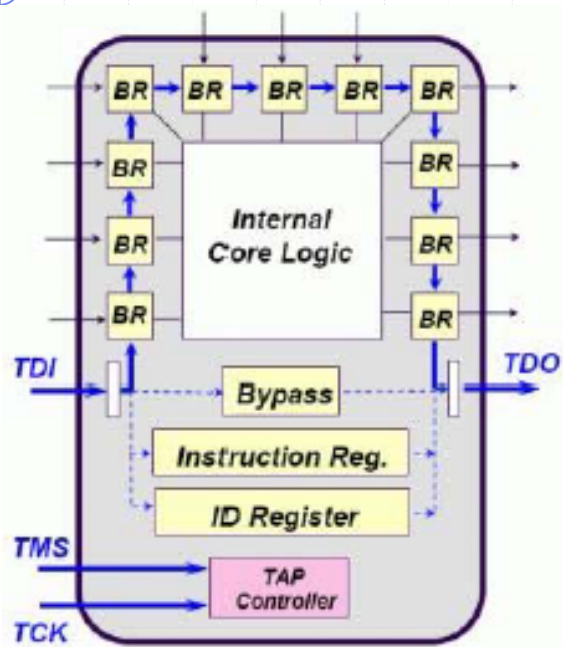 BR BR BR BR BR
BR BR
BR BR
BR BR
Internal
Core Logic
TDI TDO
Bypass
Instruction Reg.
ID Register
TMS
TAP
Controller
TCK